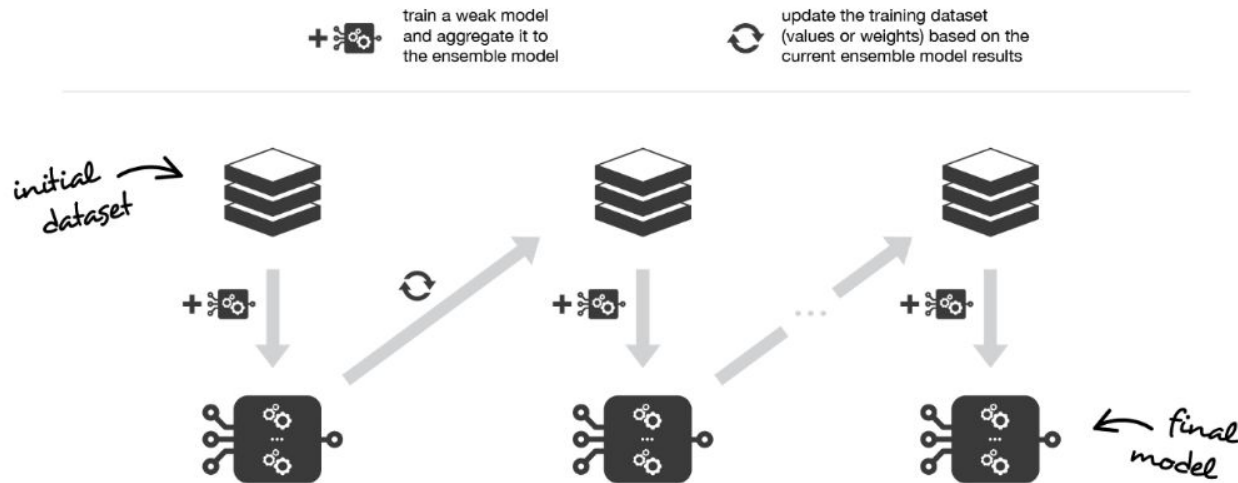 train a weak model
and aggregate it to
the ensemble model
update the training dataset
(values or weights) based on the
current ensemble model results
initial
dataset
final
model